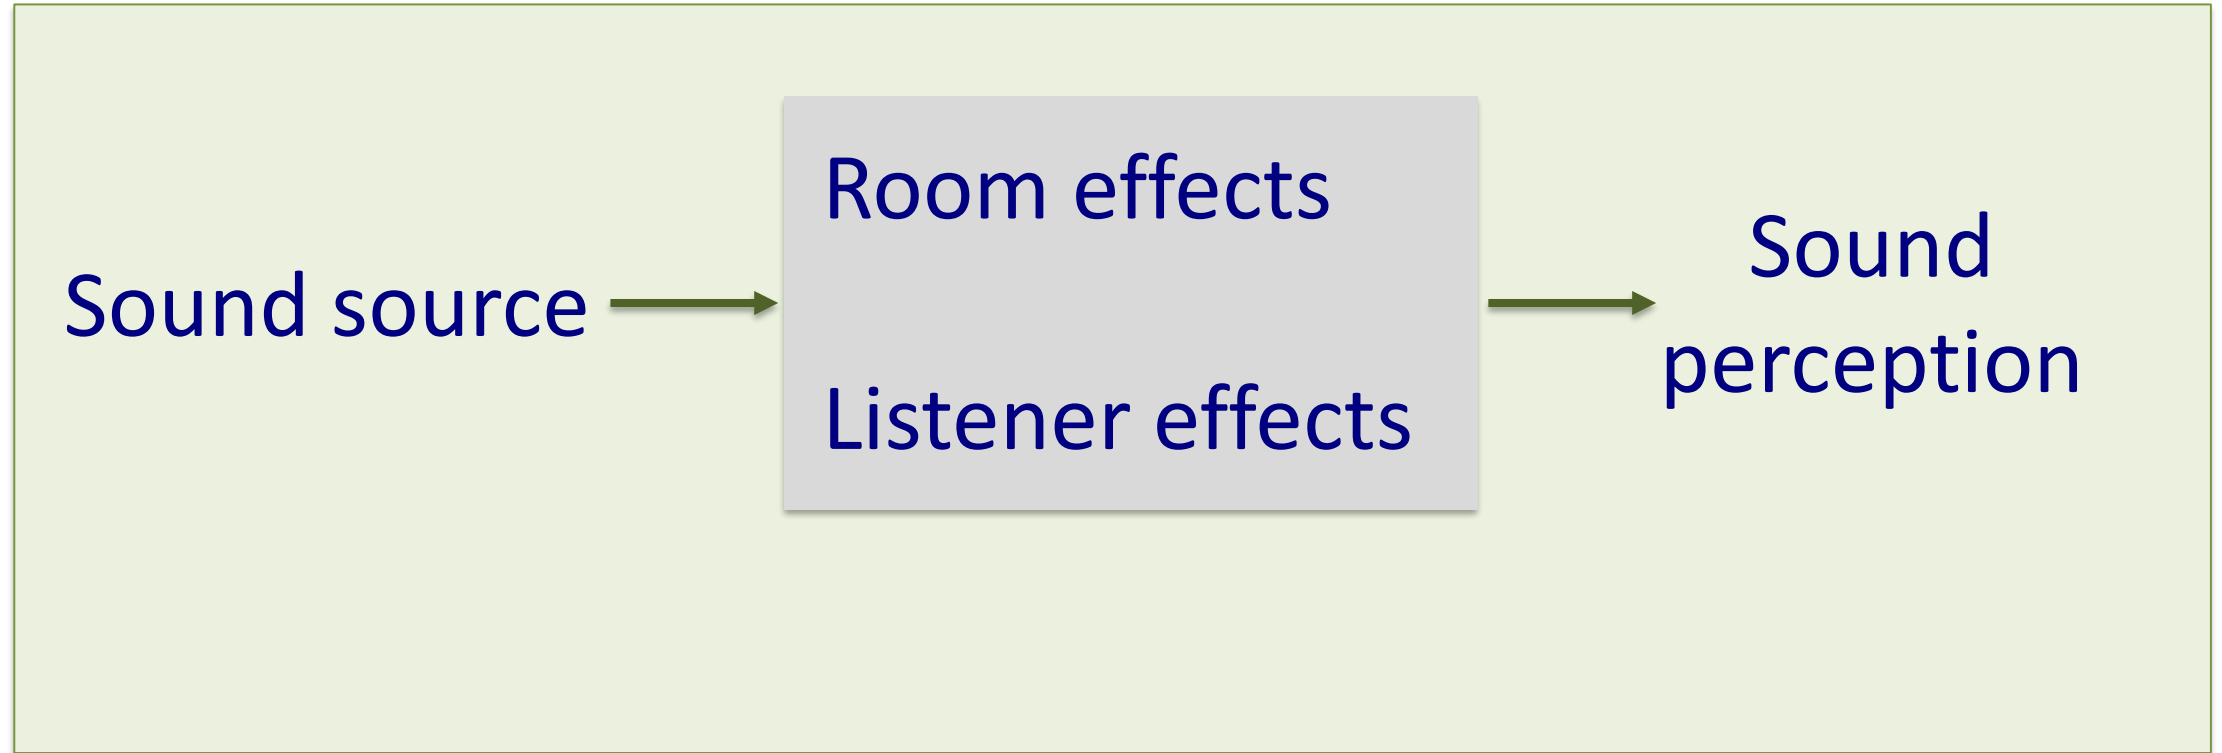 Sound source
Room effects
Listener effects
Sound
perception